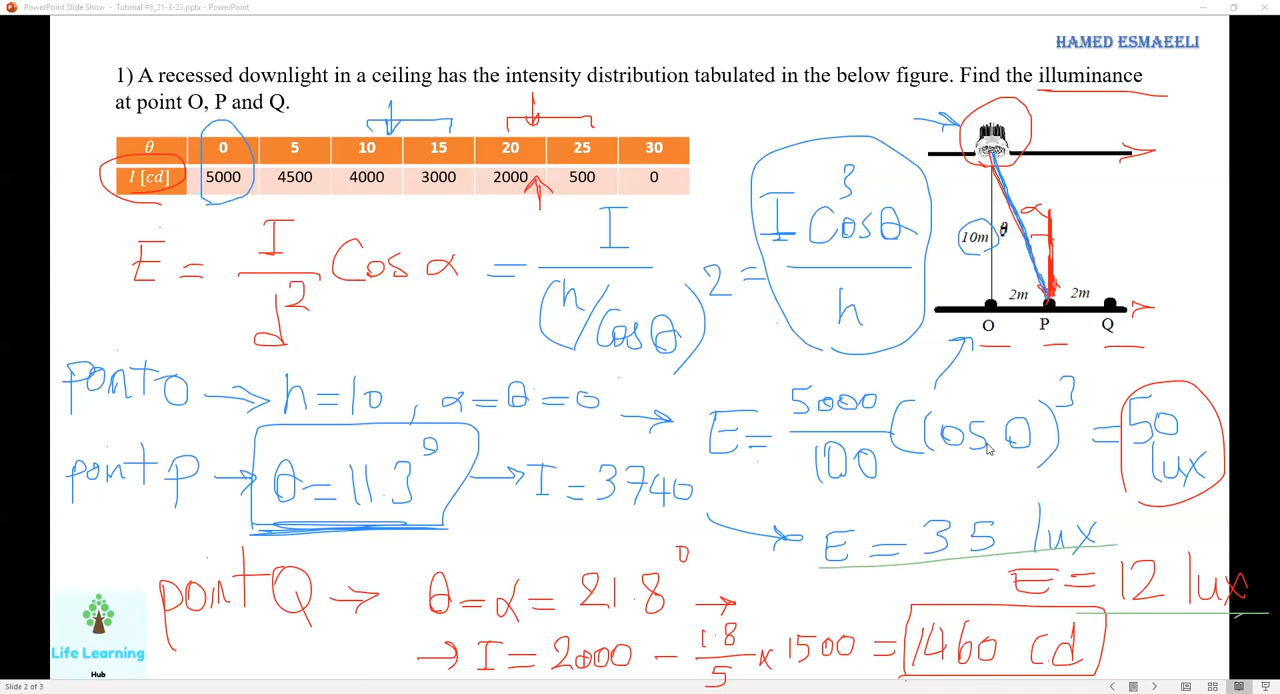 PowerPoint Slide Show - Tutorial #6_21-3-23.pptx - PowerPoint
HAMED ESMAEELI
1) A recessed downlight in a ceiling has the intensity distribution tabulated in the below figure. Find the illuminance
at point O, P and Q.
θ 0 5 10 15 20 25 30
I [cd] 5000 4500 4000 3000 2000 500 0
α
10m θ
2m 2m
O P Q
E = I / d² Cos α = I / (h/Cosθ)² = I Cos³θ / h
pointO → h = 10 , α = θ = 0 → E = 5000/100 (Cos 0)³ = 50 lux
point P → θ = 11.3° → I = 3740
→ E = 35 lux
point Q → θ = α = 21.8° →
E = 12 lux
→ I = 2000 - 1.8/5 × 1500 = 1460 cd
Life Learning
Hub
Slide 2 of 3